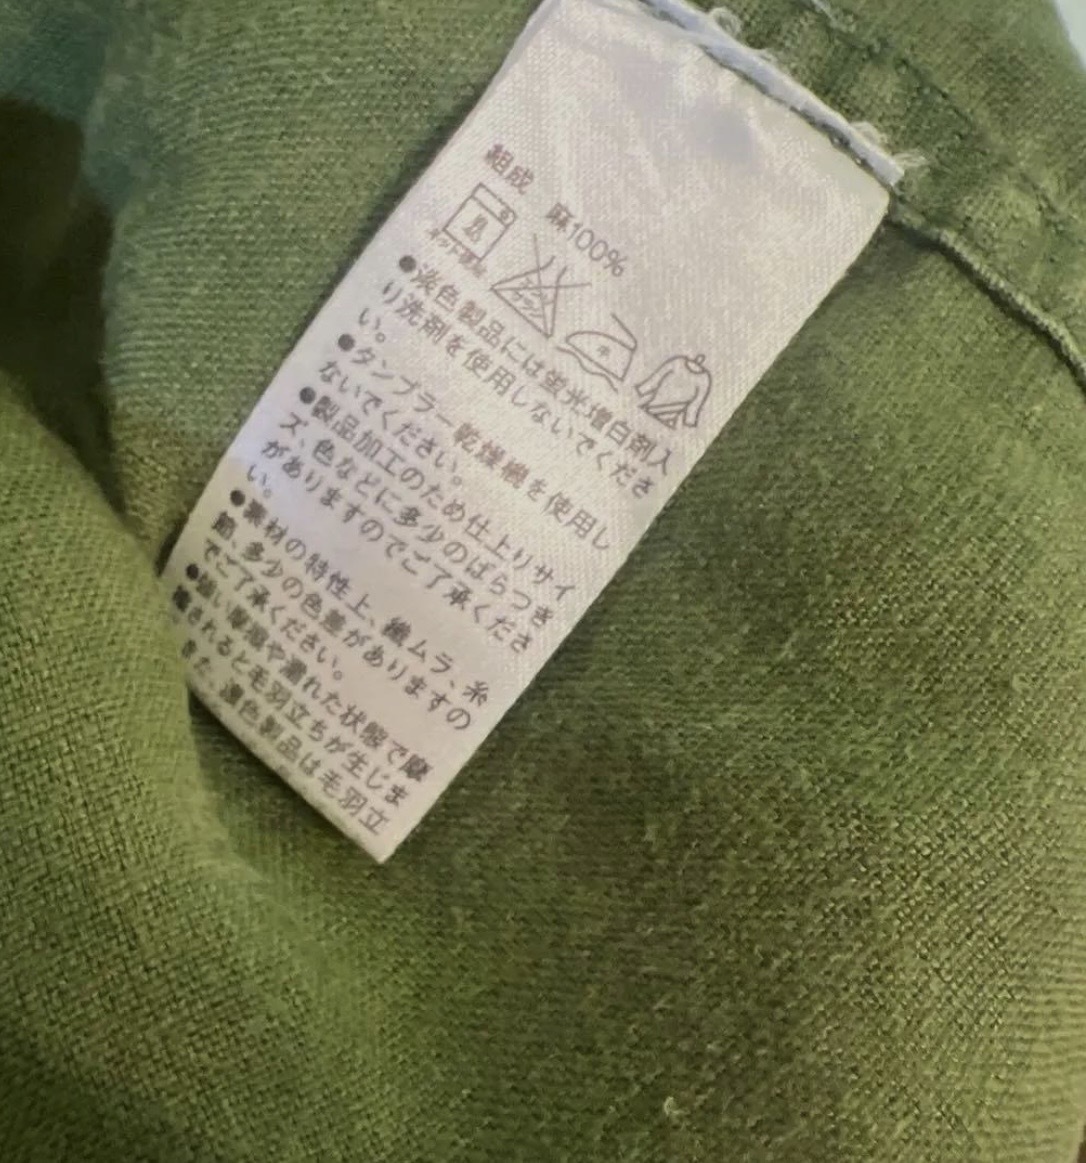 組成 麻100%
●淡色製品には蛍光増白剤入
り洗剤を使用しないでくださ
い。
●タンブラー乾燥機を使用し
ないでください。
●製品加工のため仕上りサイ
ズ、色などに多少のばらつき
がありますのでご了承くださ
い。
●素材の特性上、織ムラ、糸
節、多少の色差がありますの
でご了承ください。
●強い摩擦や濡れた状態で摩
擦されると毛羽立ちが生じま
濃色製品は毛羽立